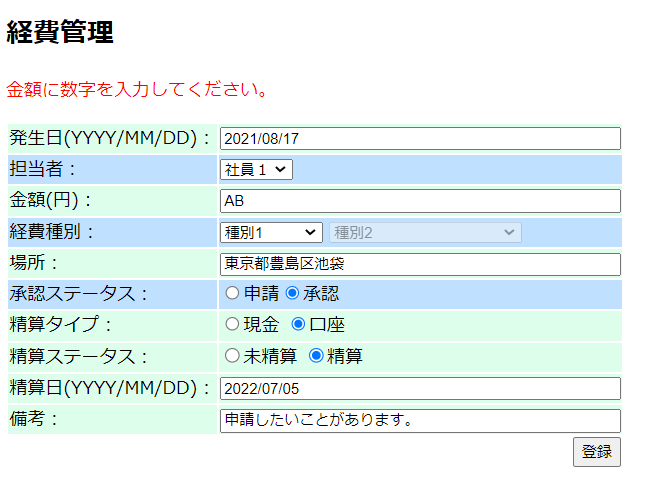 経費管理
金額に数字を入力してください。
発生日(YYYY/MM/DD)： 2021/08/17
担当者： 社員１
金額(円)： AB
経費種別： 種別1 種別2
場所： 東京都豊島区池袋
承認ステータス： 申請 承認
精算タイプ： 現金 口座
精算ステータス： 未精算 精算
精算日(YYYY/MM/DD)： 2022/07/05
備考： 申請したいことがあります。
登録